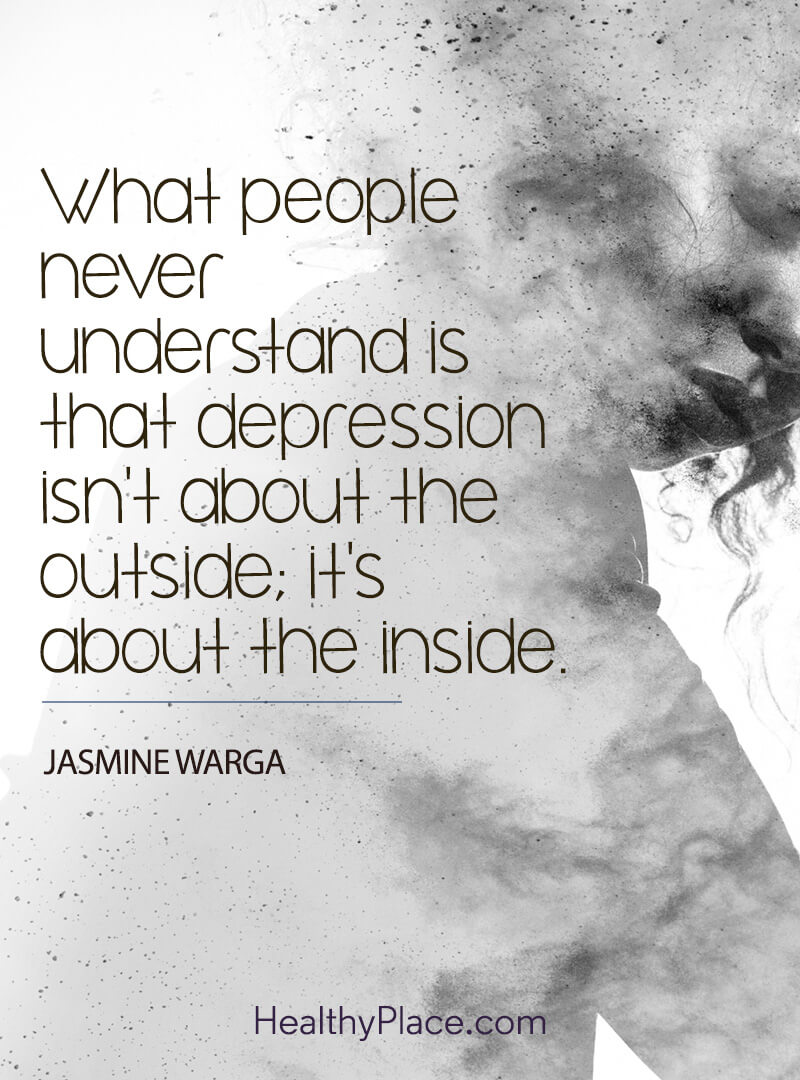 What people
never
understand is
that depression
isn't about the
outside; it's
about the inside.
JASMINE WARGA
HealthyPlace.com